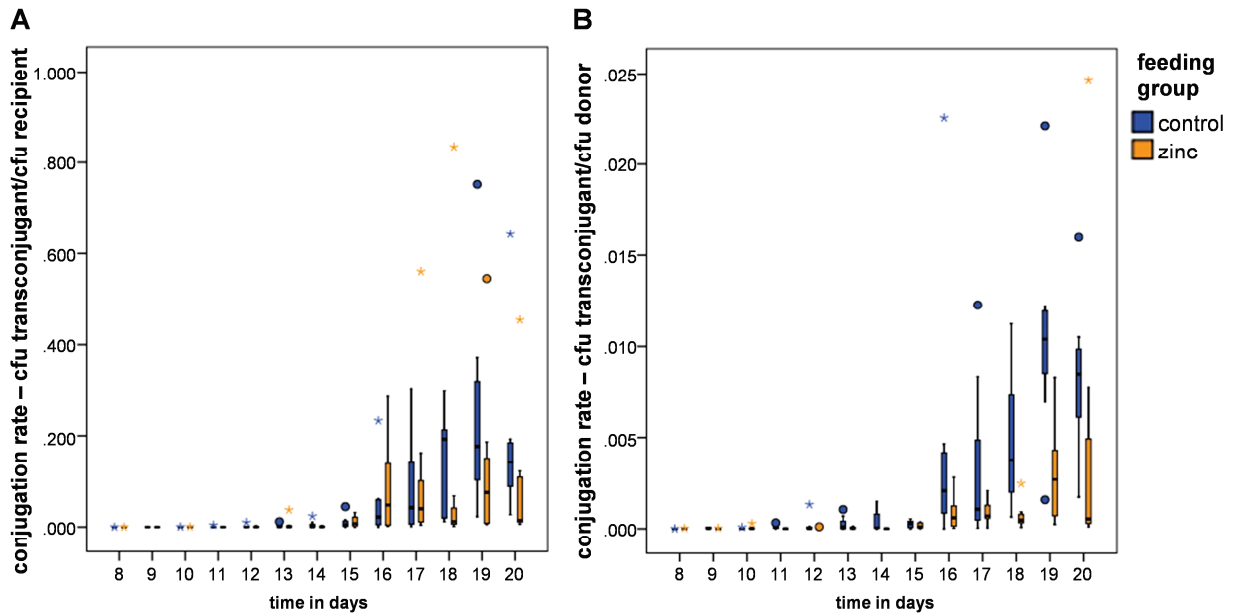 A
conjugation rate – cfu transconjugant/cfu recipient
1.000
.800
.600
.400
.200
.000
8 9 10 11 12 13 14 15 16 17 18 19 20
time in days
B
conjugation rate – cfu transconjugant/cfu donor
.025
.020
.015
.010
.005
.000
8 9 10 11 12 13 14 15 16 17 18 19 20
time in days
feeding
group
control
zinc